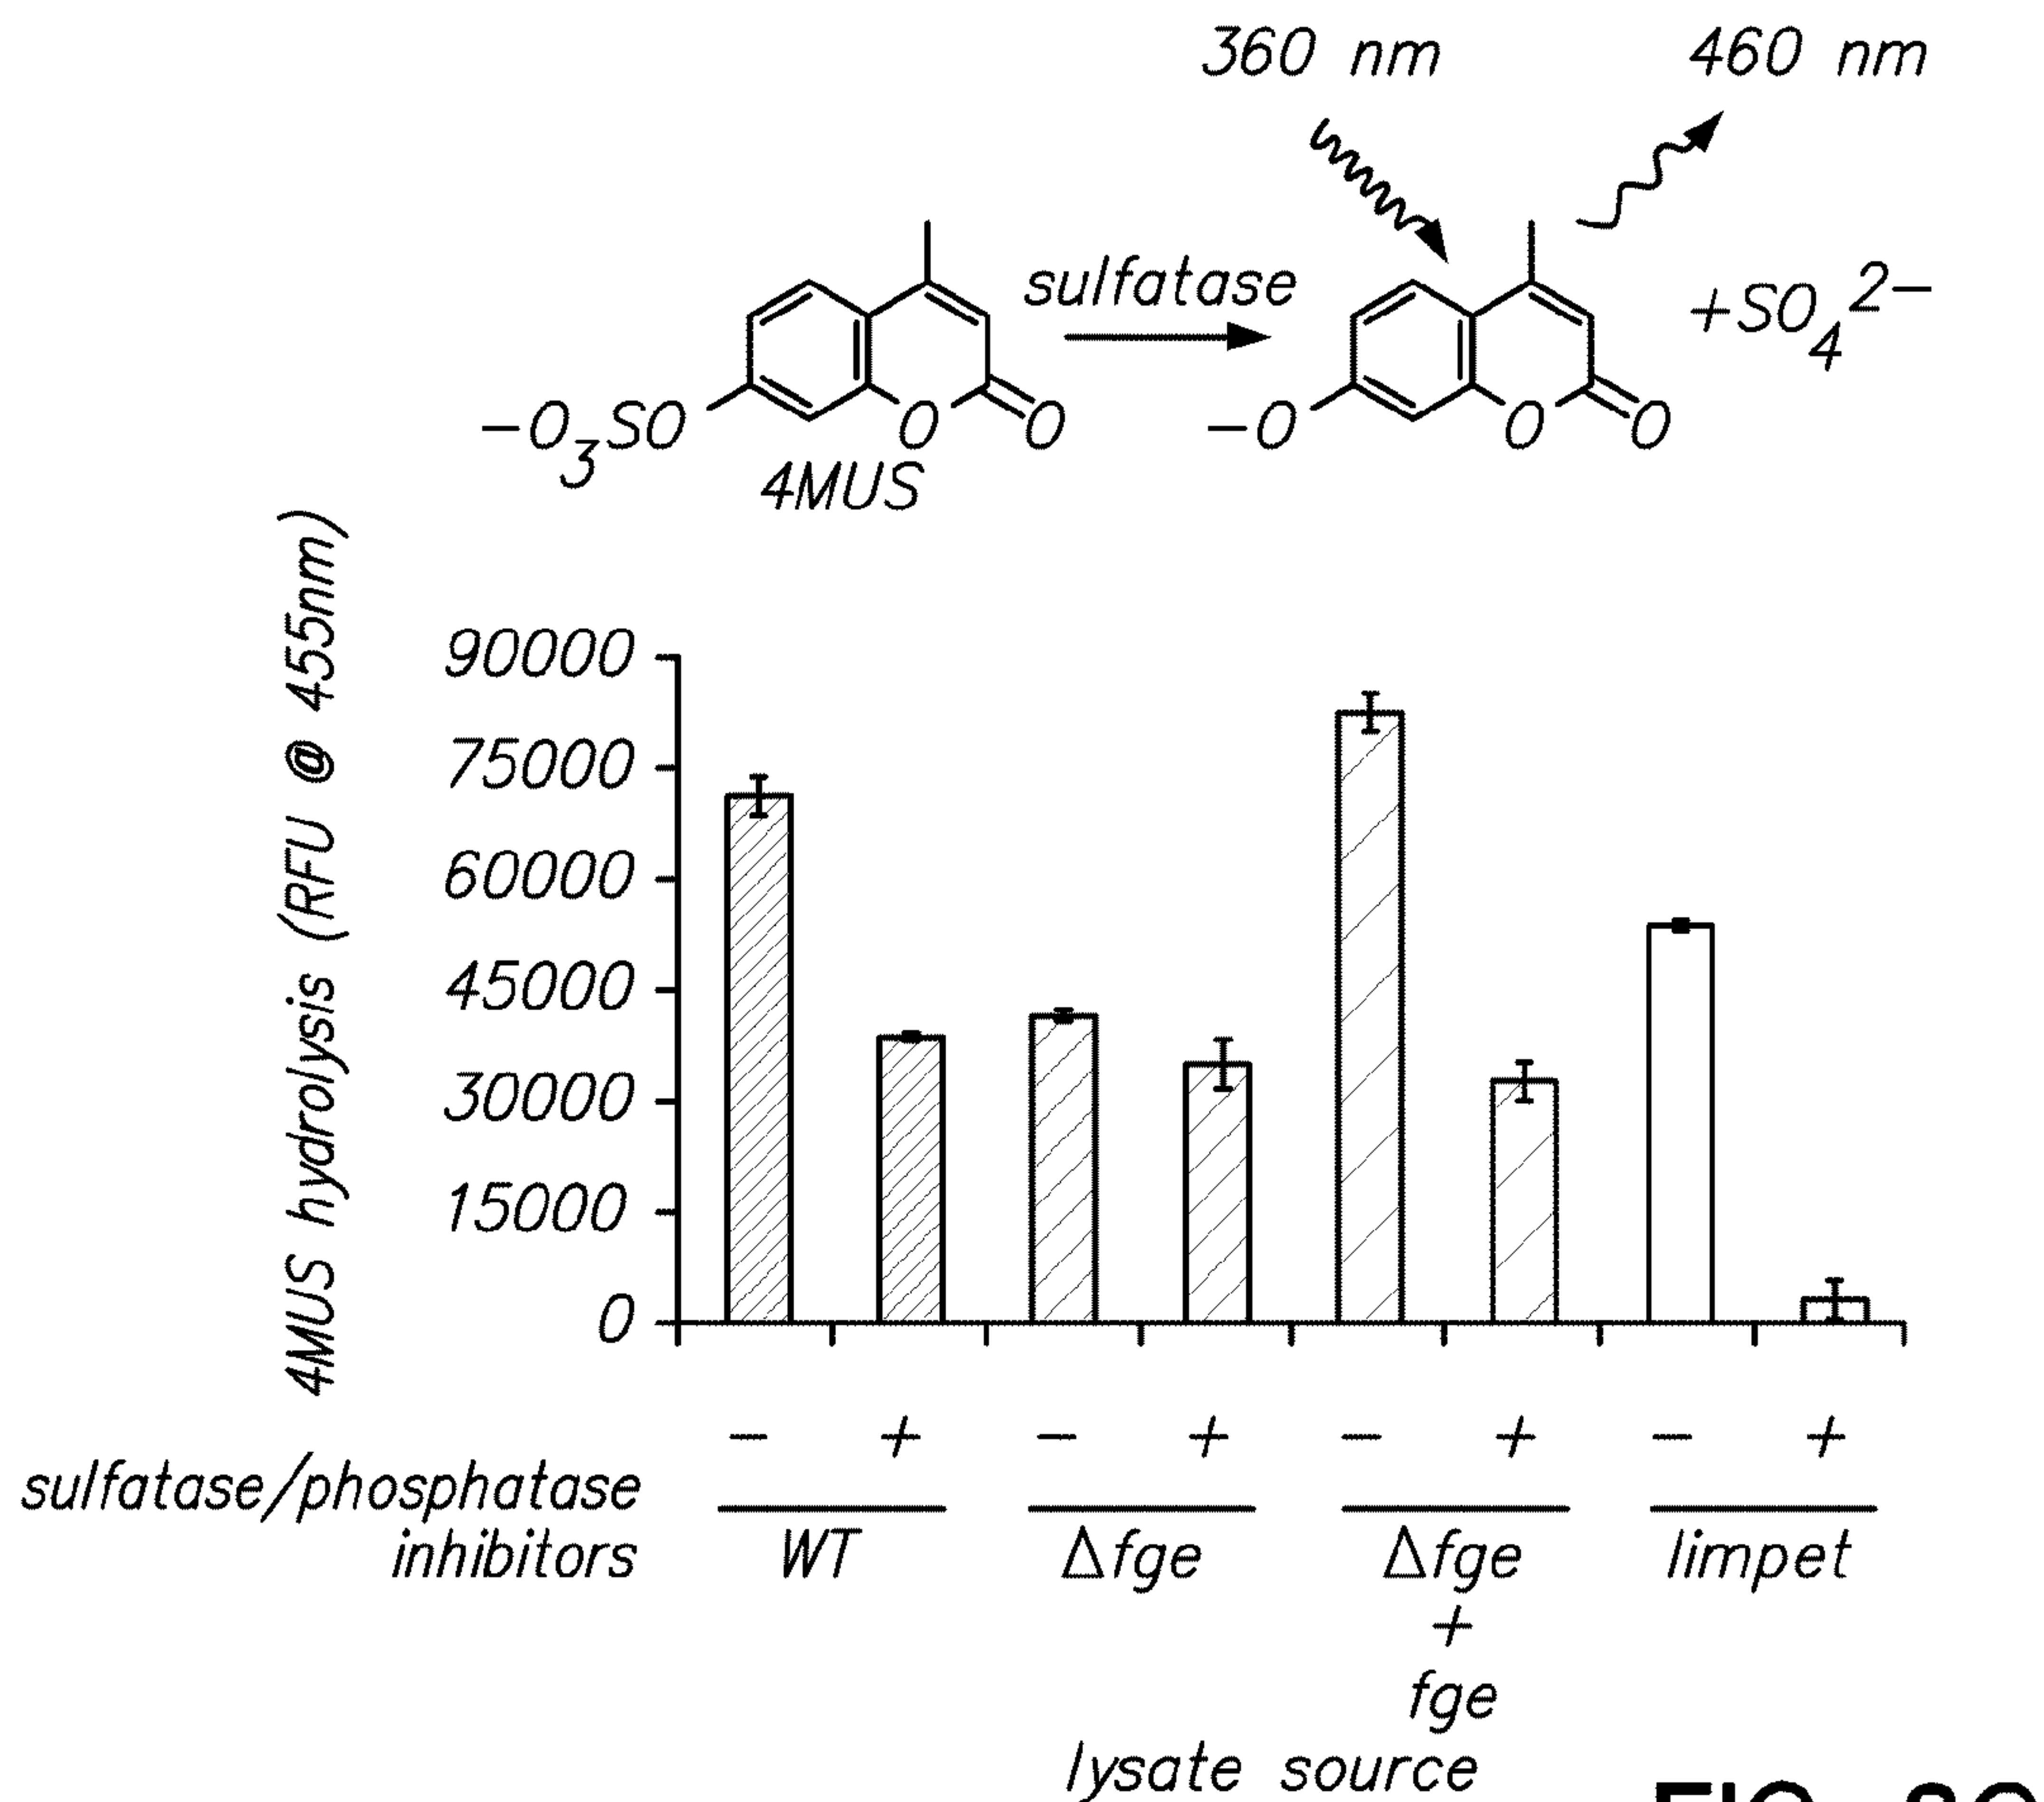 360 nm 460 nm
sulfatase
+SO4 2−
−O3SO O O −O O O
4MUS
4MUS hydrolysis (RFU @ 455nm)
90000
75000
60000
45000
30000
15000
0
− + − + − + − +
sulfatase/phosphatase
inhibitors
WT Δfge Δfge limpet
+
fge
lysate source